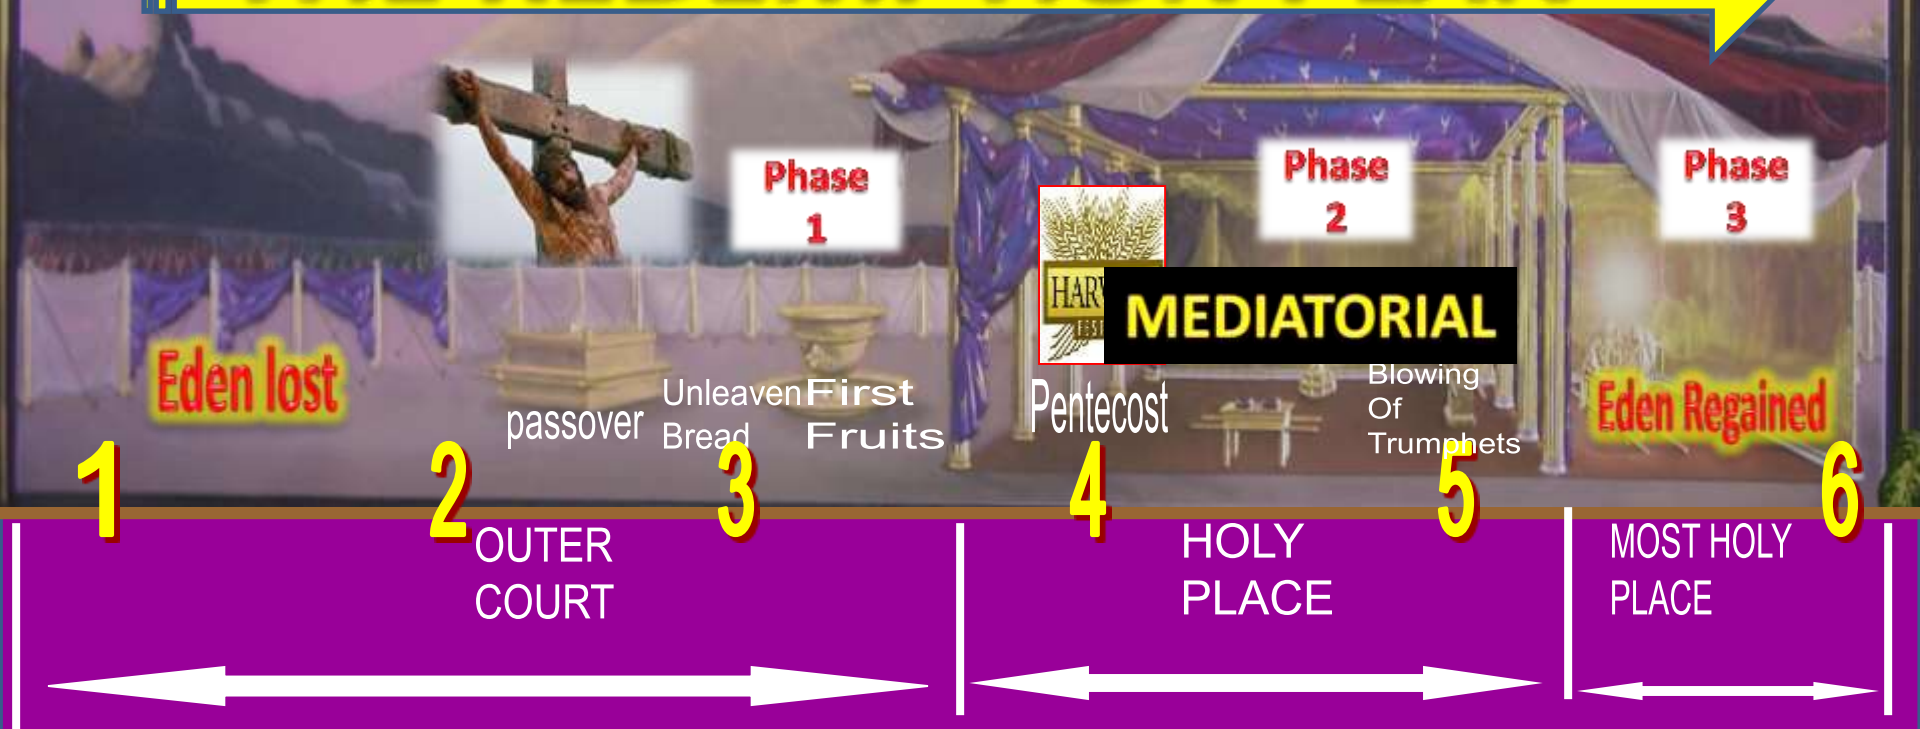 Phase
1
Phase
2
Phase
3
MEDIATORIAL
Eden lost
passover
Unleaven
Bread
First
Fruits
Pentecost
Blowing
Of
Trumphets
Eden Regained
1
2
3
4
5
6
OUTER
COURT
HOLY
PLACE
MOST HOLY
PLACE